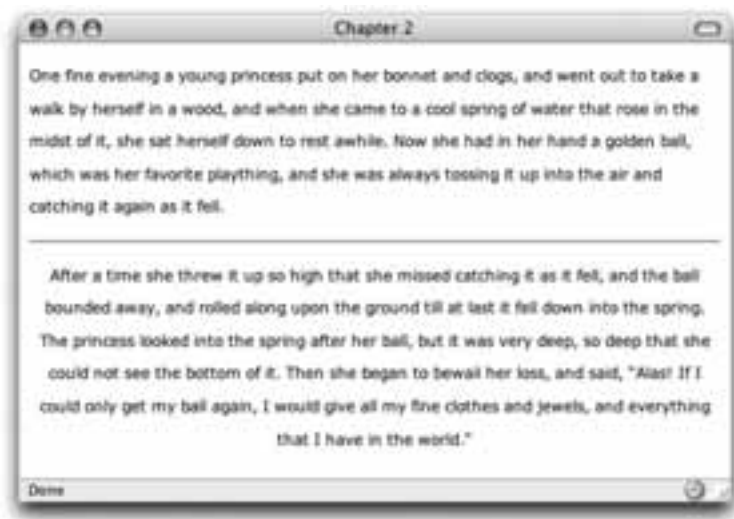 Chapter 2
One fine evening a young princess put on her bonnet and clogs, and went out to take a
walk by herself in a wood, and when she came to a cool spring of water that rose in the
midst of it, she sat herself down to rest awhile. Now she had in her hand a golden ball,
which was her favorite plaything, and she was always tossing it up into the air and
catching it again as it fell.
After a time she threw it up so high that she missed catching it as it fell, and the ball
bounded away, and rolled along upon the ground till at last it fell down into the spring.
The princess looked into the spring after her ball, but it was very deep, so deep that she
could not see the bottom of it. Then she began to bewail her loss, and said, "Alas! If I
could only get my ball again, I would give all my fine clothes and jewels, and everything
that I have in the world."
Done